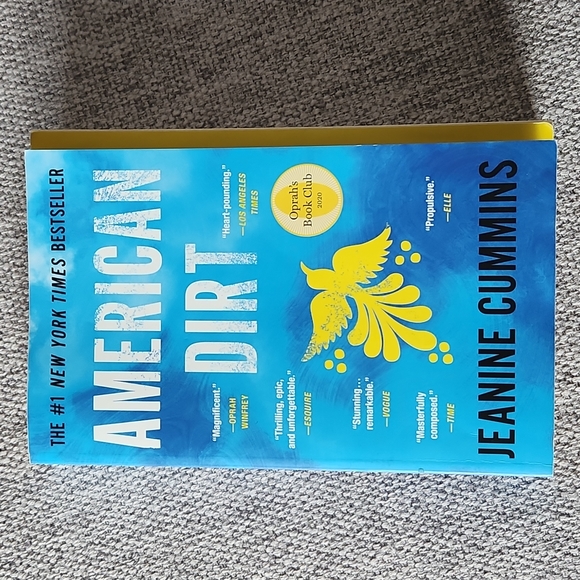 THE #1 NEW YORK TIMES BESTSELLER
AMERICAN
DIRT
"Magnificent."
—OPRAH
WINFREY
"Heart-pounding."
—LOS ANGELES
TIMES
"Thrilling, epic,
and unforgettable."
—ESQUIRE
Oprah's
Book Club
2020
"Stunning...
remarkable."
—VOGUE
"Masterfully
composed."
—TIME
"Propulsive."
—ELLE
JEANINE CUMMINS